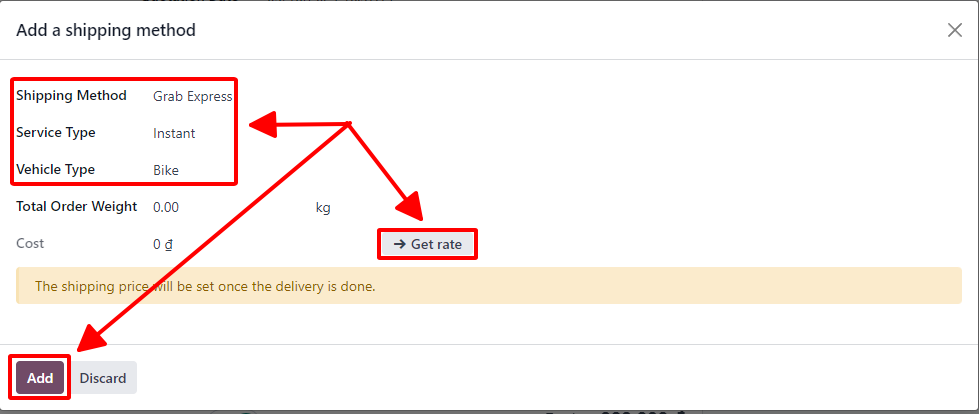 Add a shipping method
Shipping Method Grab Express
Service Type Instant
Vehicle Type Bike
Total Order Weight 0.00 kg
Cost 0 ₫ → Get rate
The shipping price will be set once the delivery is done.
Add Discard